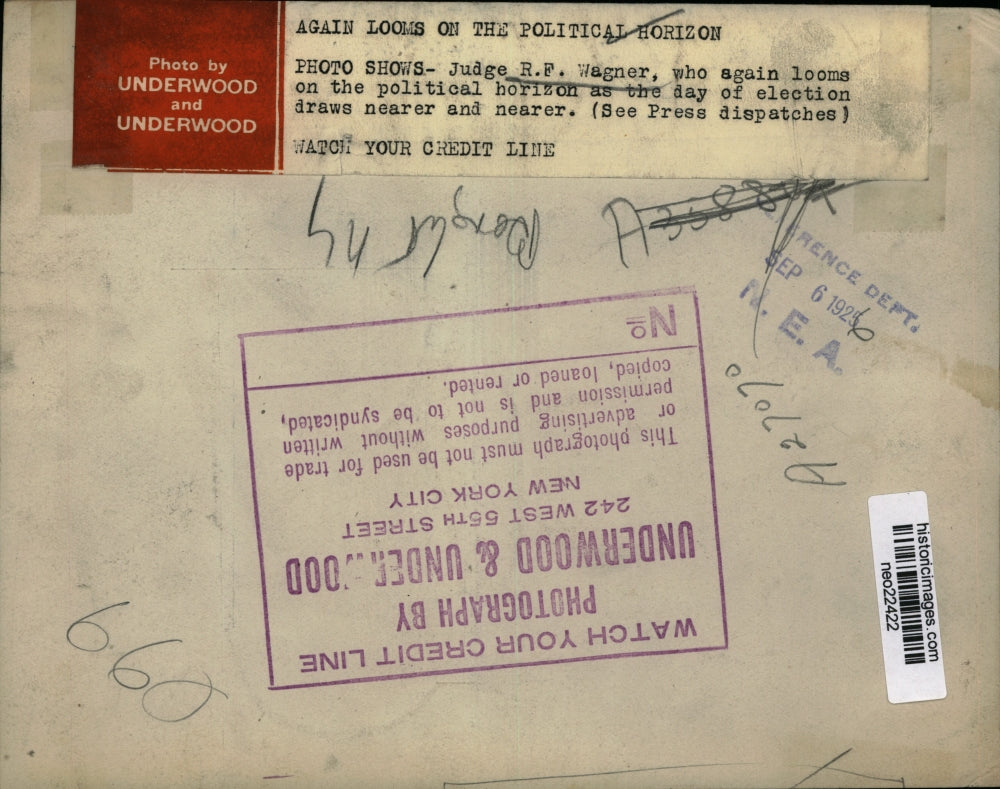 Photo by
UNDERWOOD
and
UNDERWOOD
AGAIN LOOMS ON THE POLITICAL HORIZON
PHOTO SHOWS- Judge R.F. Wagner, who again looms
on the political horizon as the day of election
draws nearer and nearer. (See Press dispatches)
WATCH YOUR CREDIT LINE
RENCE DEPT.
SEP 6 1926
N. E. A.
WATCH YOUR CREDIT LINE
PHOTOGRAPH BY
UNDERWOOD & UNDERWOOD
242 WEST 55TH STREET
NEW YORK CITY
This photograph must not be used for trade
or advertising purposes without written
permission and is not to be syndicated,
copied, loaned or rented.
No
historicimages.com
neo22422